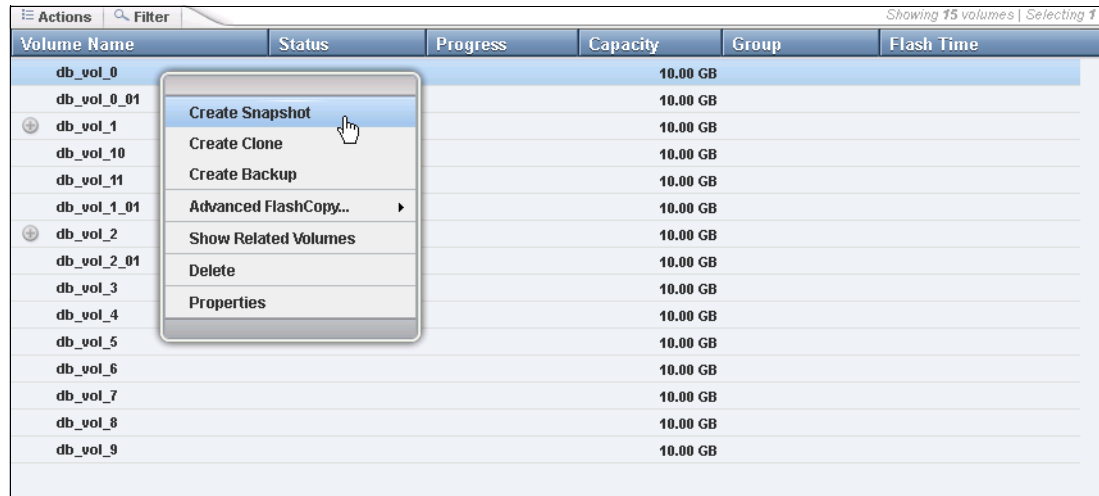 Actions Filter Showing 15 volumes | Selecting 1
Volume Name Status Progress Capacity Group Flash Time
db_vol_0 10.00 GB
db_vol_0_01 10.00 GB
Create Snapshot
db_vol_1 10.00 GB
Create Clone
db_vol_10 10.00 GB
Create Backup
db_vol_11 10.00 GB
Advanced FlashCopy...
db_vol_1_01 10.00 GB
Show Related Volumes
db_vol_2 10.00 GB
db_vol_2_01 10.00 GB
Delete
db_vol_3 10.00 GB
Properties
db_vol_4 10.00 GB
db_vol_5 10.00 GB
db_vol_6 10.00 GB
db_vol_7 10.00 GB
db_vol_8 10.00 GB
db_vol_9 10.00 GB